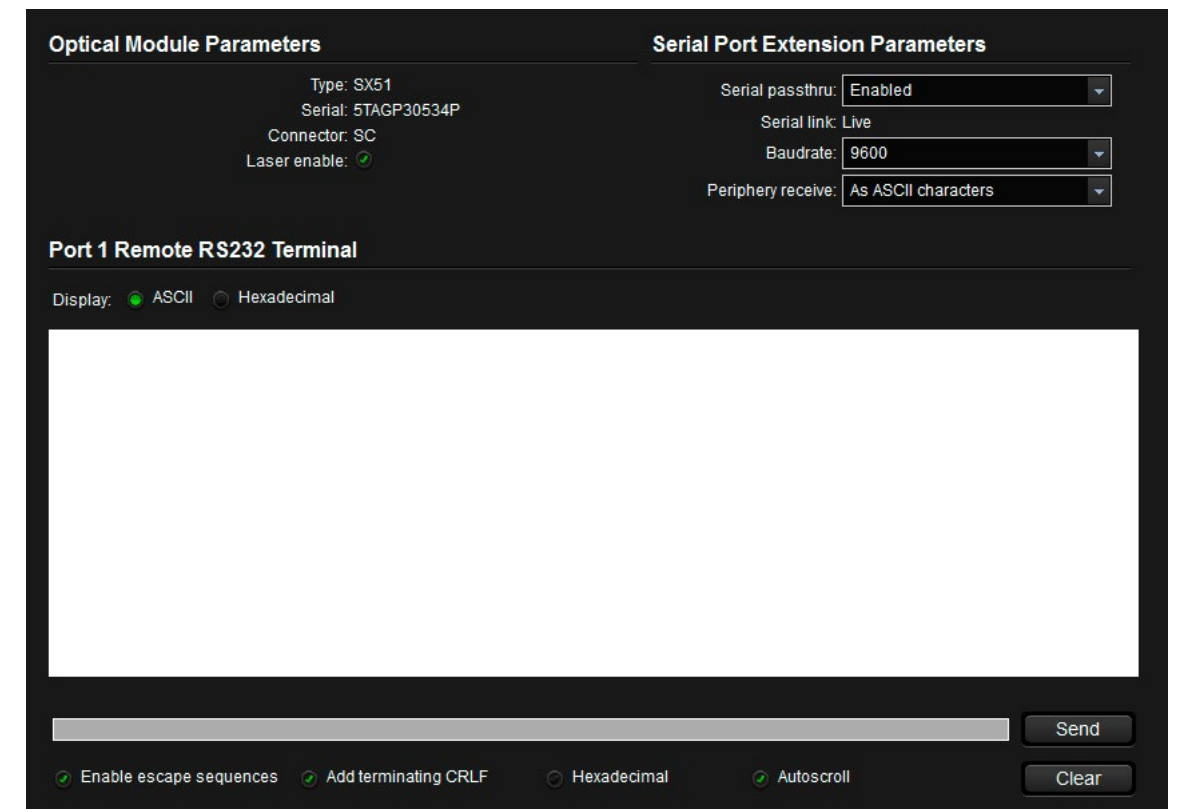 Optical Module Parameters
Type: SX51
Serial: 5TAGP30534P
Connector: SC
Laser enable:
Serial Port Extension Parameters
Serial passthru: Enabled
Serial link: Live
Baudrate: 9600
Periphery receive: As ASCII characters
Port 1 Remote RS232 Terminal
Display: ASCII Hexadecimal
Send
Enable escape sequences Add terminating CRLF Hexadecimal Autoscroll Clear